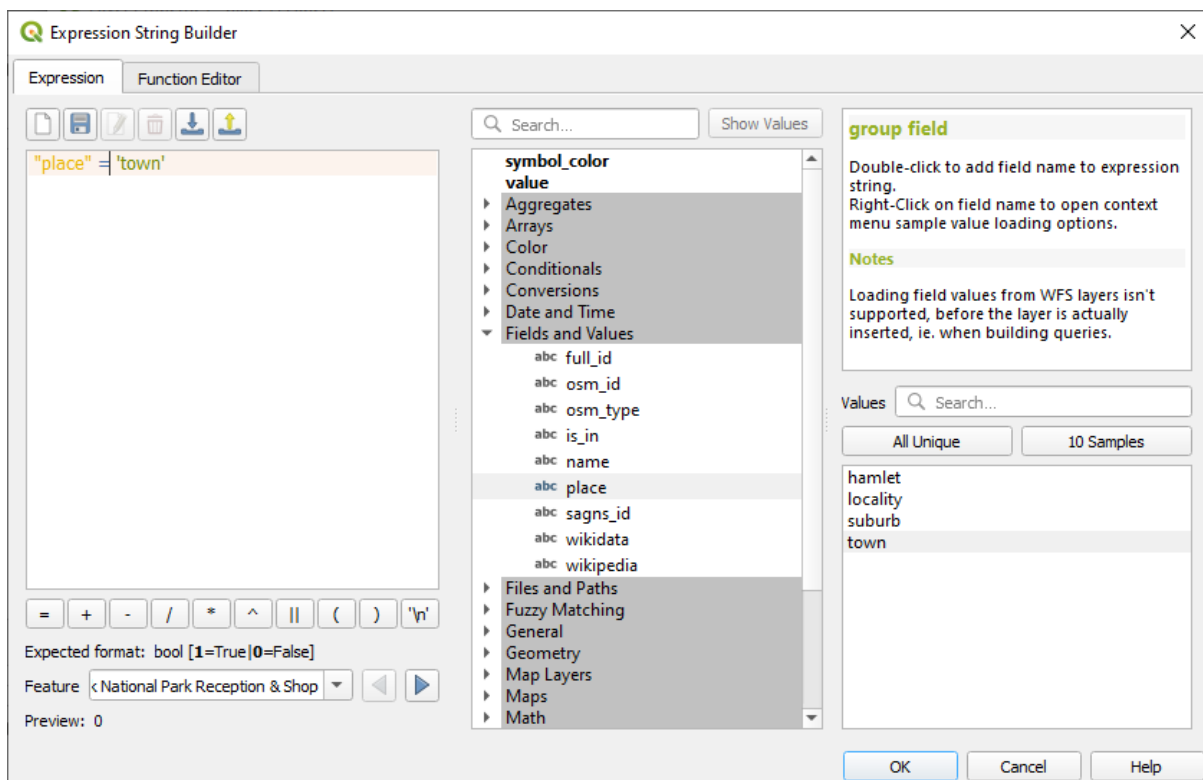 Expression String Builder
Expression
Function Editor
"place" = 'town'
=
+
-
/
*
^
||
(
)
'\n'
Expected format: bool [1=True|0=False]
Feature
National Park Reception & Shop
Preview: 0
Search...
Show Values
symbol_color
value
Aggregates
Arrays
Color
Conditionals
Conversions
Date and Time
Fields and Values
abc full_id
abc osm_id
abc osm_type
abc is_in
abc name
abc place
abc sagns_id
abc wikidata
abc wikipedia
Files and Paths
Fuzzy Matching
General
Geometry
Map Layers
Maps
Math
group field
Double-click to add field name to expression
string.
Right-Click on field name to open context
menu sample value loading options.
Notes
Loading field values from WFS layers isn't
supported, before the layer is actually
inserted, ie. when building queries.
Values
Search...
All Unique
10 Samples
hamlet
locality
suburb
town
OK
Cancel
Help